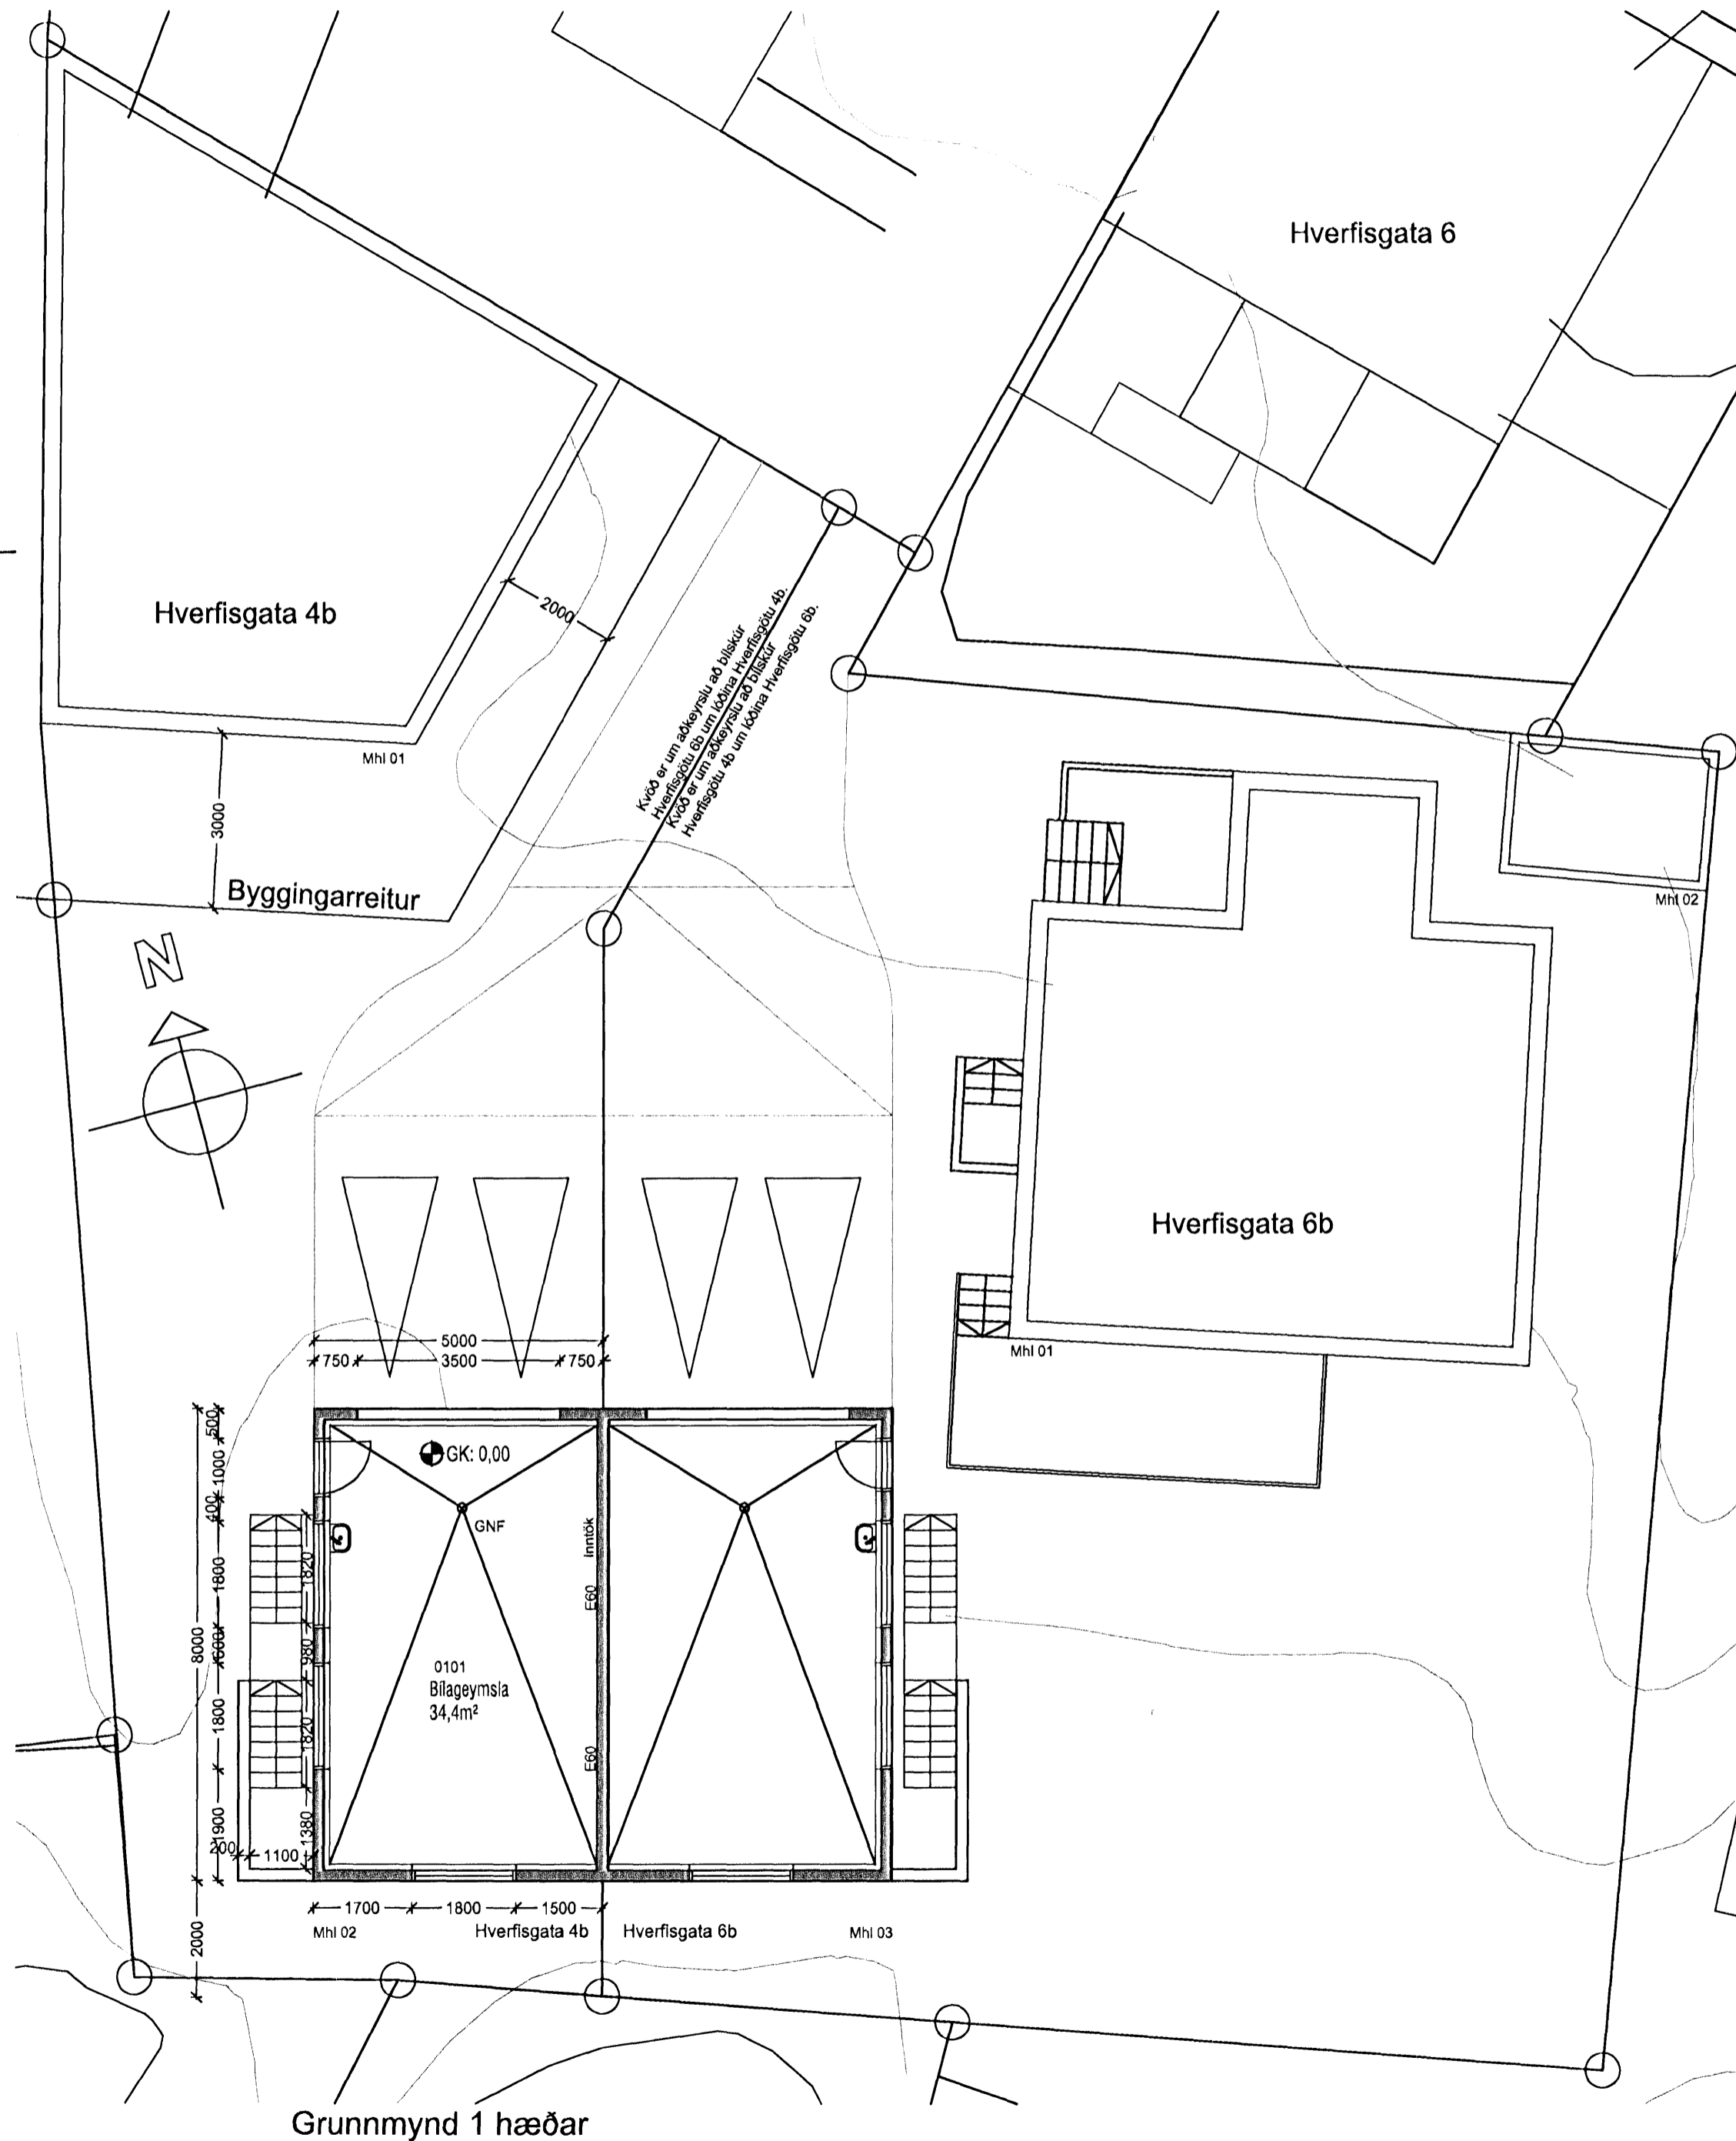 Hverfisgata 6
Hverfisgata 4b
2000
Kvöð er um aðkeyrslu að bílskúr
Hverfisgötu 6b um lóðina Hverfisgötu 4b.
Kvöð er um aðkeyrslu að bílskúr
Hverfisgötu 4b um lóðina Hverfisgötu 6b.
Mhl 01
3000
Byggingarreitur
Mhl 02
N
Hverfisgata 6b
Mhl 01
5000
750
3500
750
500
1000
400
1800
600
1800
1900
8000
2000
1820
980
1820
1380
200
1100
GK: 0,00
GNF
Inntök
E60
E60
0101
Bílageymsla
34,4m²
1700
1800
1500
Mhl 02
Hverfisgata 4b
Hverfisgata 6b
Mhl 03
Grunnmynd 1 hæðar